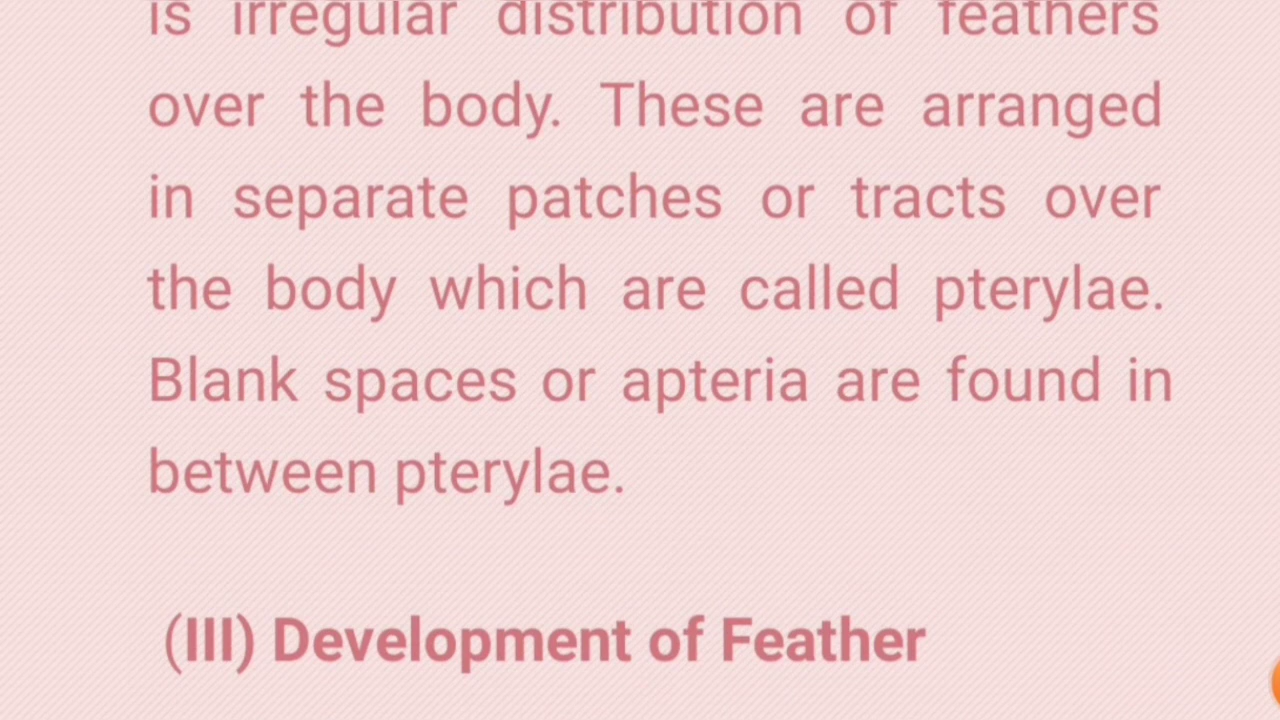 is irregular distribution of feathers
over the body. These are arranged
in separate patches or tracts over
the body which are called pterylae.
Blank spaces or apteria are found in
between pterylae.
(III) Development of Feather